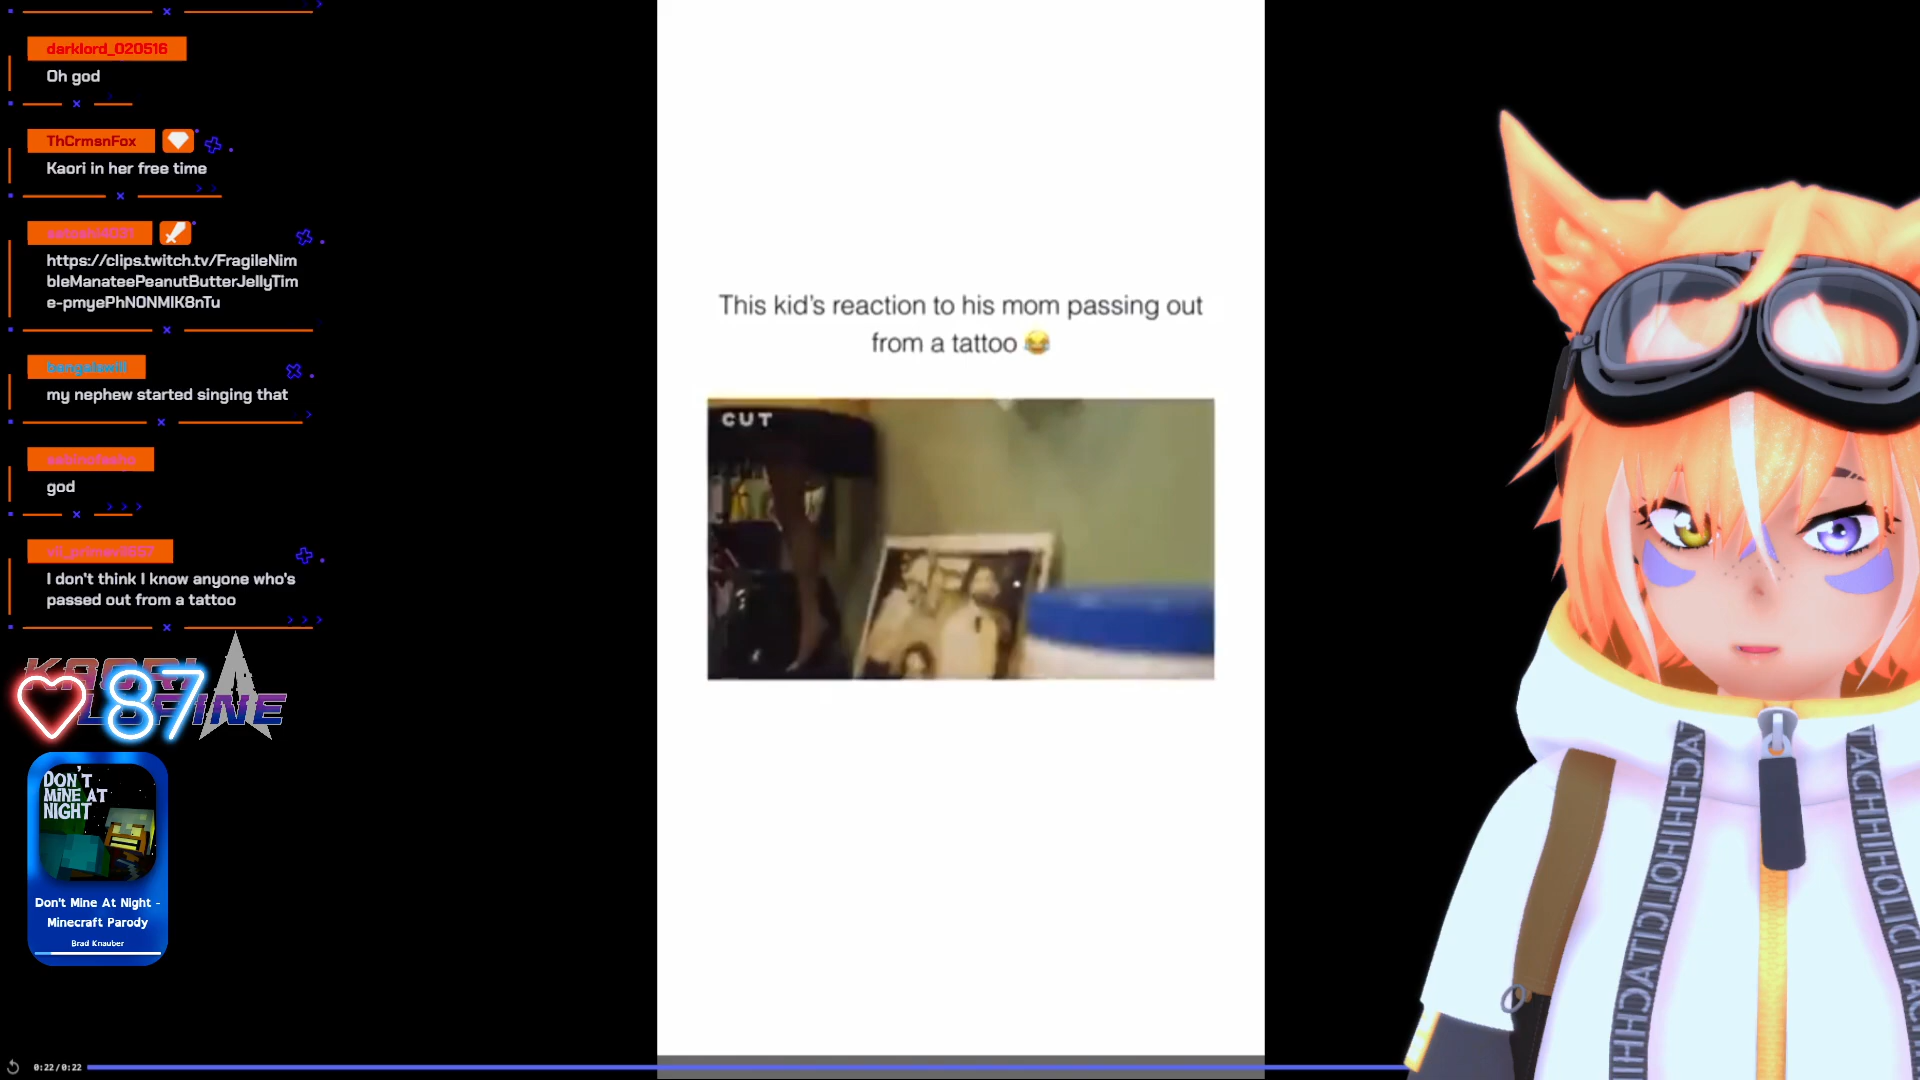 darklord_020516
Oh god
ThCrmsnFox
Kaori in her free time
satoshi4031
https://clips.twitch.tv/FragileNim
bleManateePeanutButterJellyTim
e-pmyePhN0NMIK8nTu
my nephew started singing that
god
I don't think I know anyone who's
passed out from a tattoo
KAORI
87
DON'T
MINE AT
NIGHT
Don't Mine At Night -
Minecraft Parody
Brad Knauber
0:22/0:22
This kid's reaction to his mom passing out
from a tattoo 😂
CUT